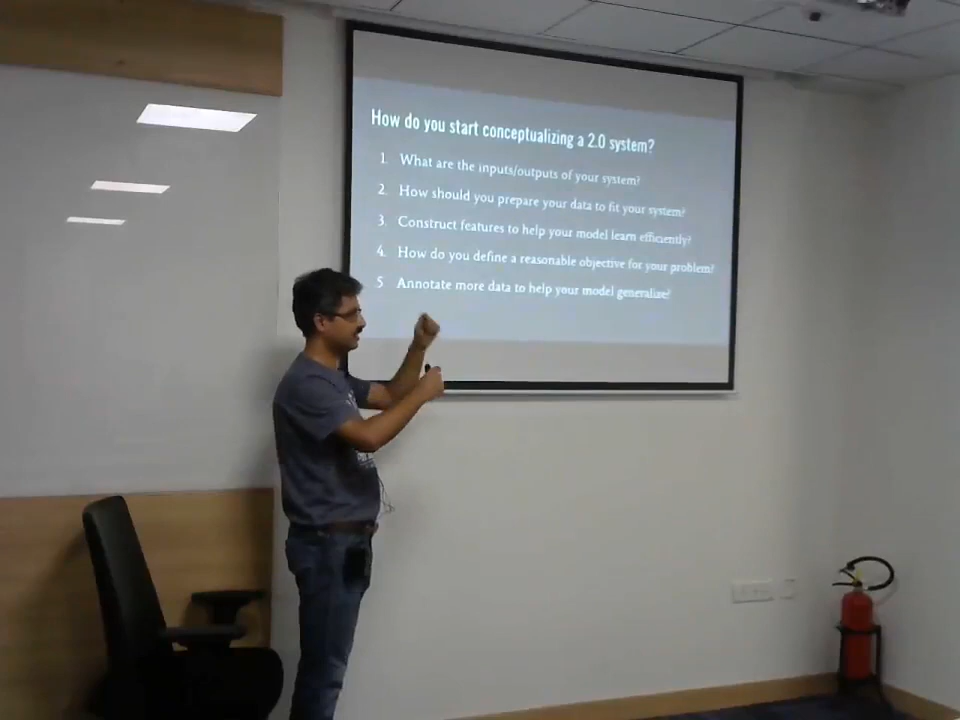 How do you start conceptualizing a 2.0 system?
1. What are the inputs/outputs of your system?
2. How should you prepare your data to fit your system?
3. Construct features to help your model learn efficiently?
4. How do you define a reasonable objective for your problem?
5 Annotate more data to help your model generalize?